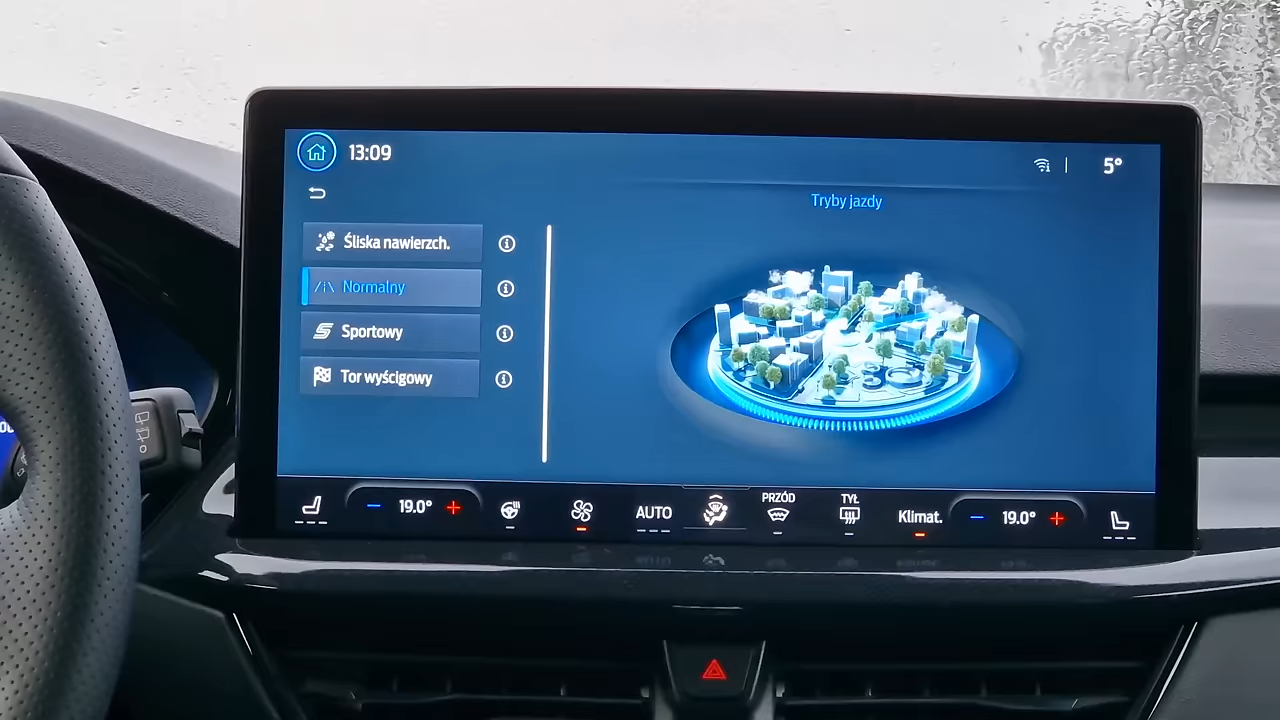 13:09
5°
Tryby jazdy
Śliska nawierzch.
Normalny
Sportowy
Tor wyścigowy
− 19.0° +
AUTO
PRZÓD
TYŁ
Klimat.
− 19.0° +